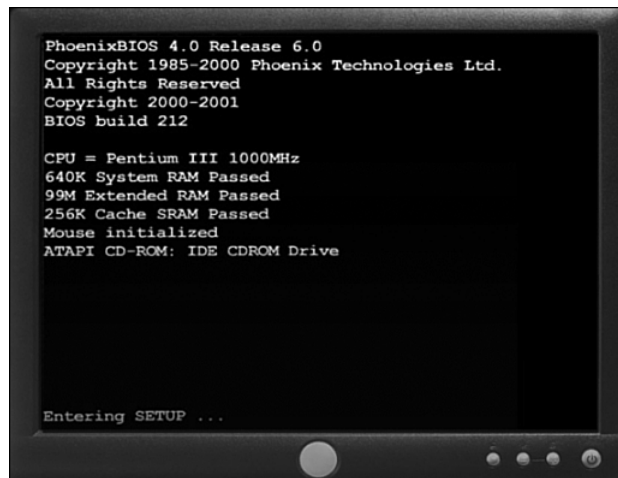 PhoenixBIOS 4.0 Release 6.0
Copyright 1985-2000 Phoenix Technologies Ltd.
All Rights Reserved
Copyright 2000-2001
BIOS build 212
CPU = Pentium III 1000MHz
640K System RAM Passed
99M Extended RAM Passed
256K Cache SRAM Passed
Mouse initialized
ATAPI CD-ROM: IDE CDROM Drive
Entering SETUP ...